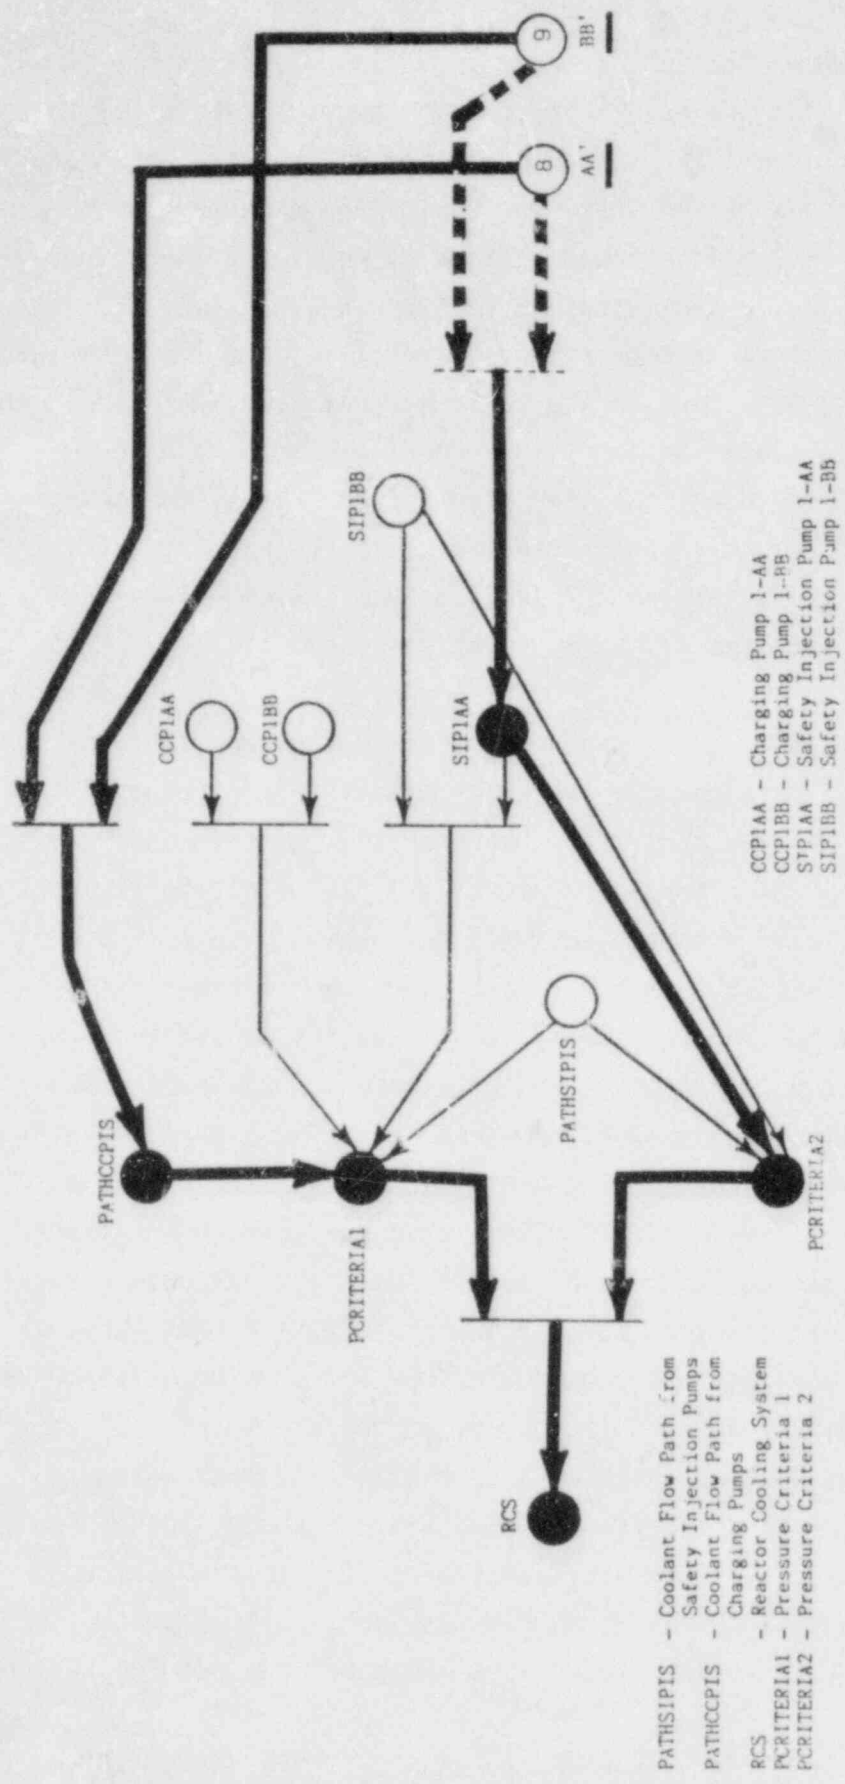 9
BB'
8
AA'
SIP1BB
CCP1AA
CCP1BB
SIP1AA
PATHCCPIS
PCRITERIA1
PATHSIPIS
PCRITERIA2
RCS
PATHSIPIS – Coolant Flow Path from
Safety Injection Pumps
PATHCCPIS – Coolant Flow Path from
Charging Pumps
RCS – Reactor Cooling System
PCRITERIA1 – Pressure Criteria 1
PCRITERIA2 – Pressure Criteria 2
CCP1AA – Charging Pump 1-AA
CCP1BB – Charging Pump 1-BB
SIP1AA – Safety Injection Pump 1-AA
SIP1BB – Safety Injection Pump 1-BB